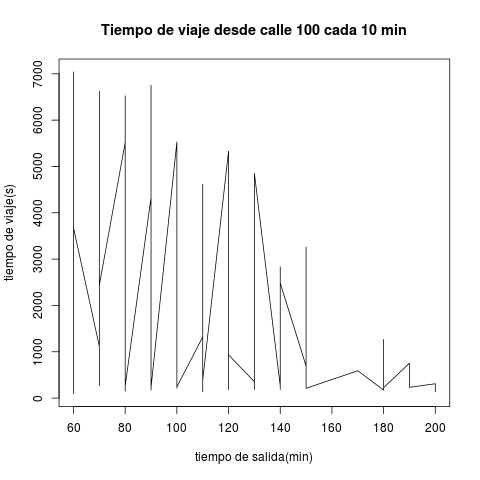 Tiempo de viaje desde calle 100 cada 10 min
tiempo de viaje(s)
7000
6000
5000
4000
3000
2000
1000
0
60 80 100 120 140 160 180 200
tiempo de salida(min)